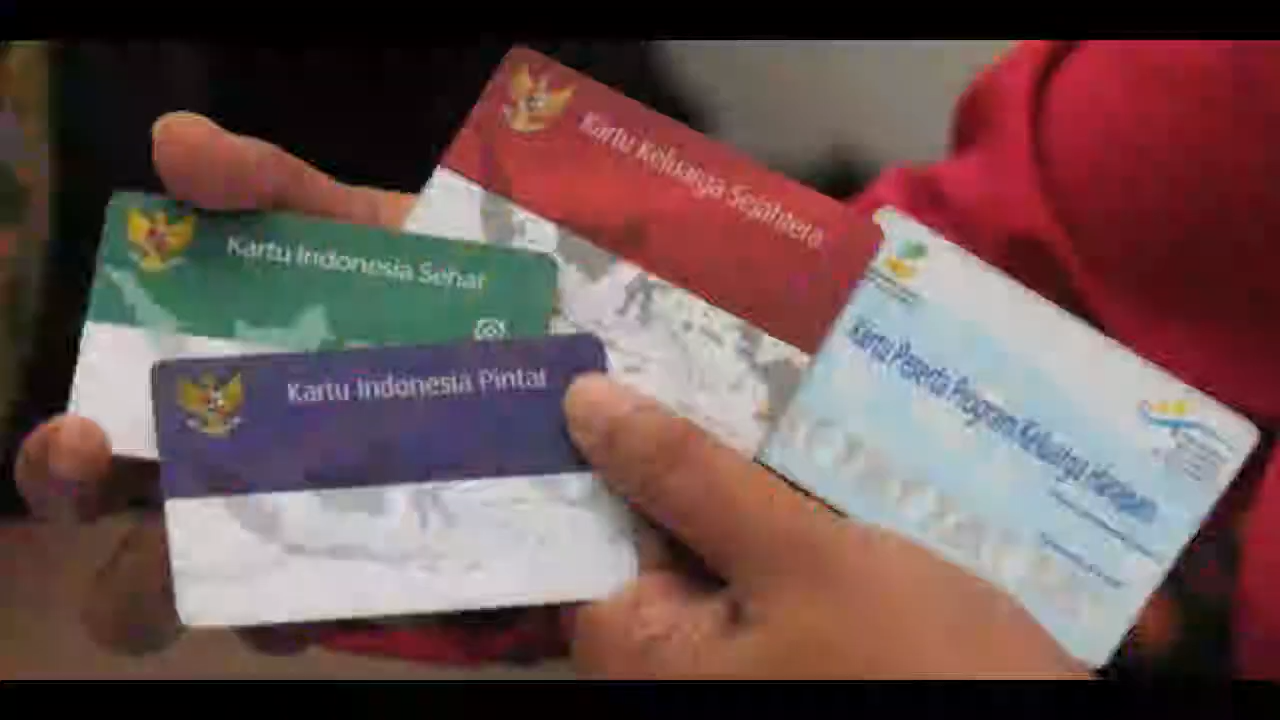 Kartu Keluarga Sejahtera
Kartu Indonesia Sehat
Kartu Indonesia Pintar
Kartu Peserta Program Keluarga Harapan